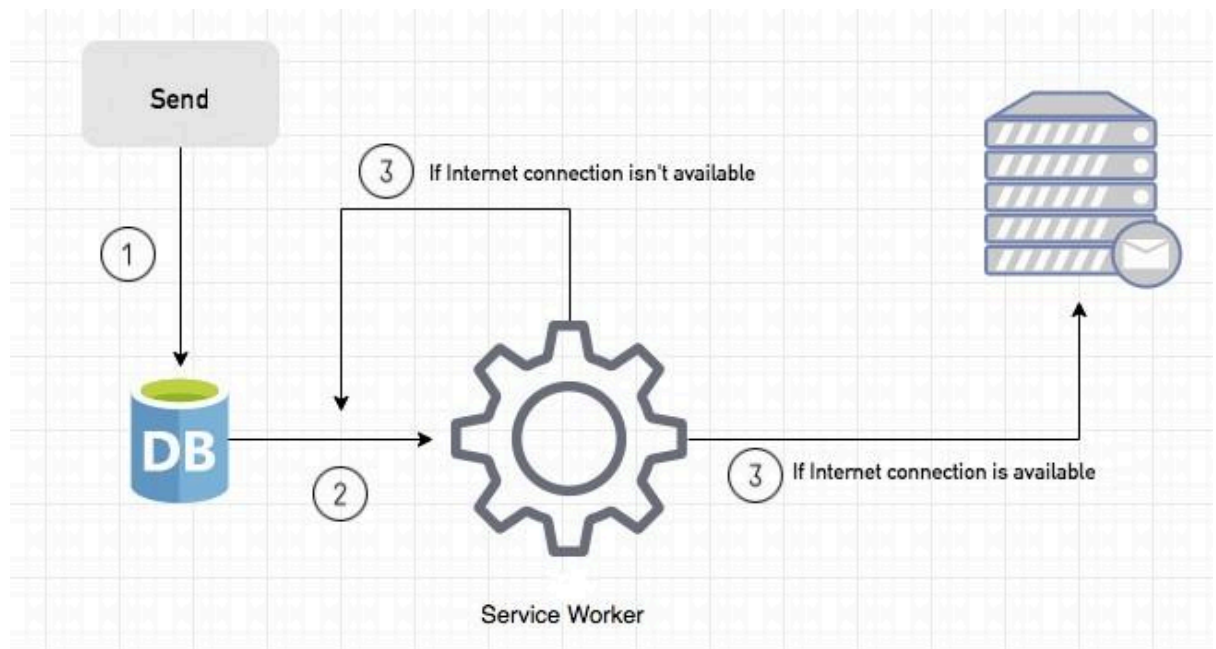 Send
3 If Internet connection isn't available
1
DB
2
3 If Internet connection is available
Service Worker